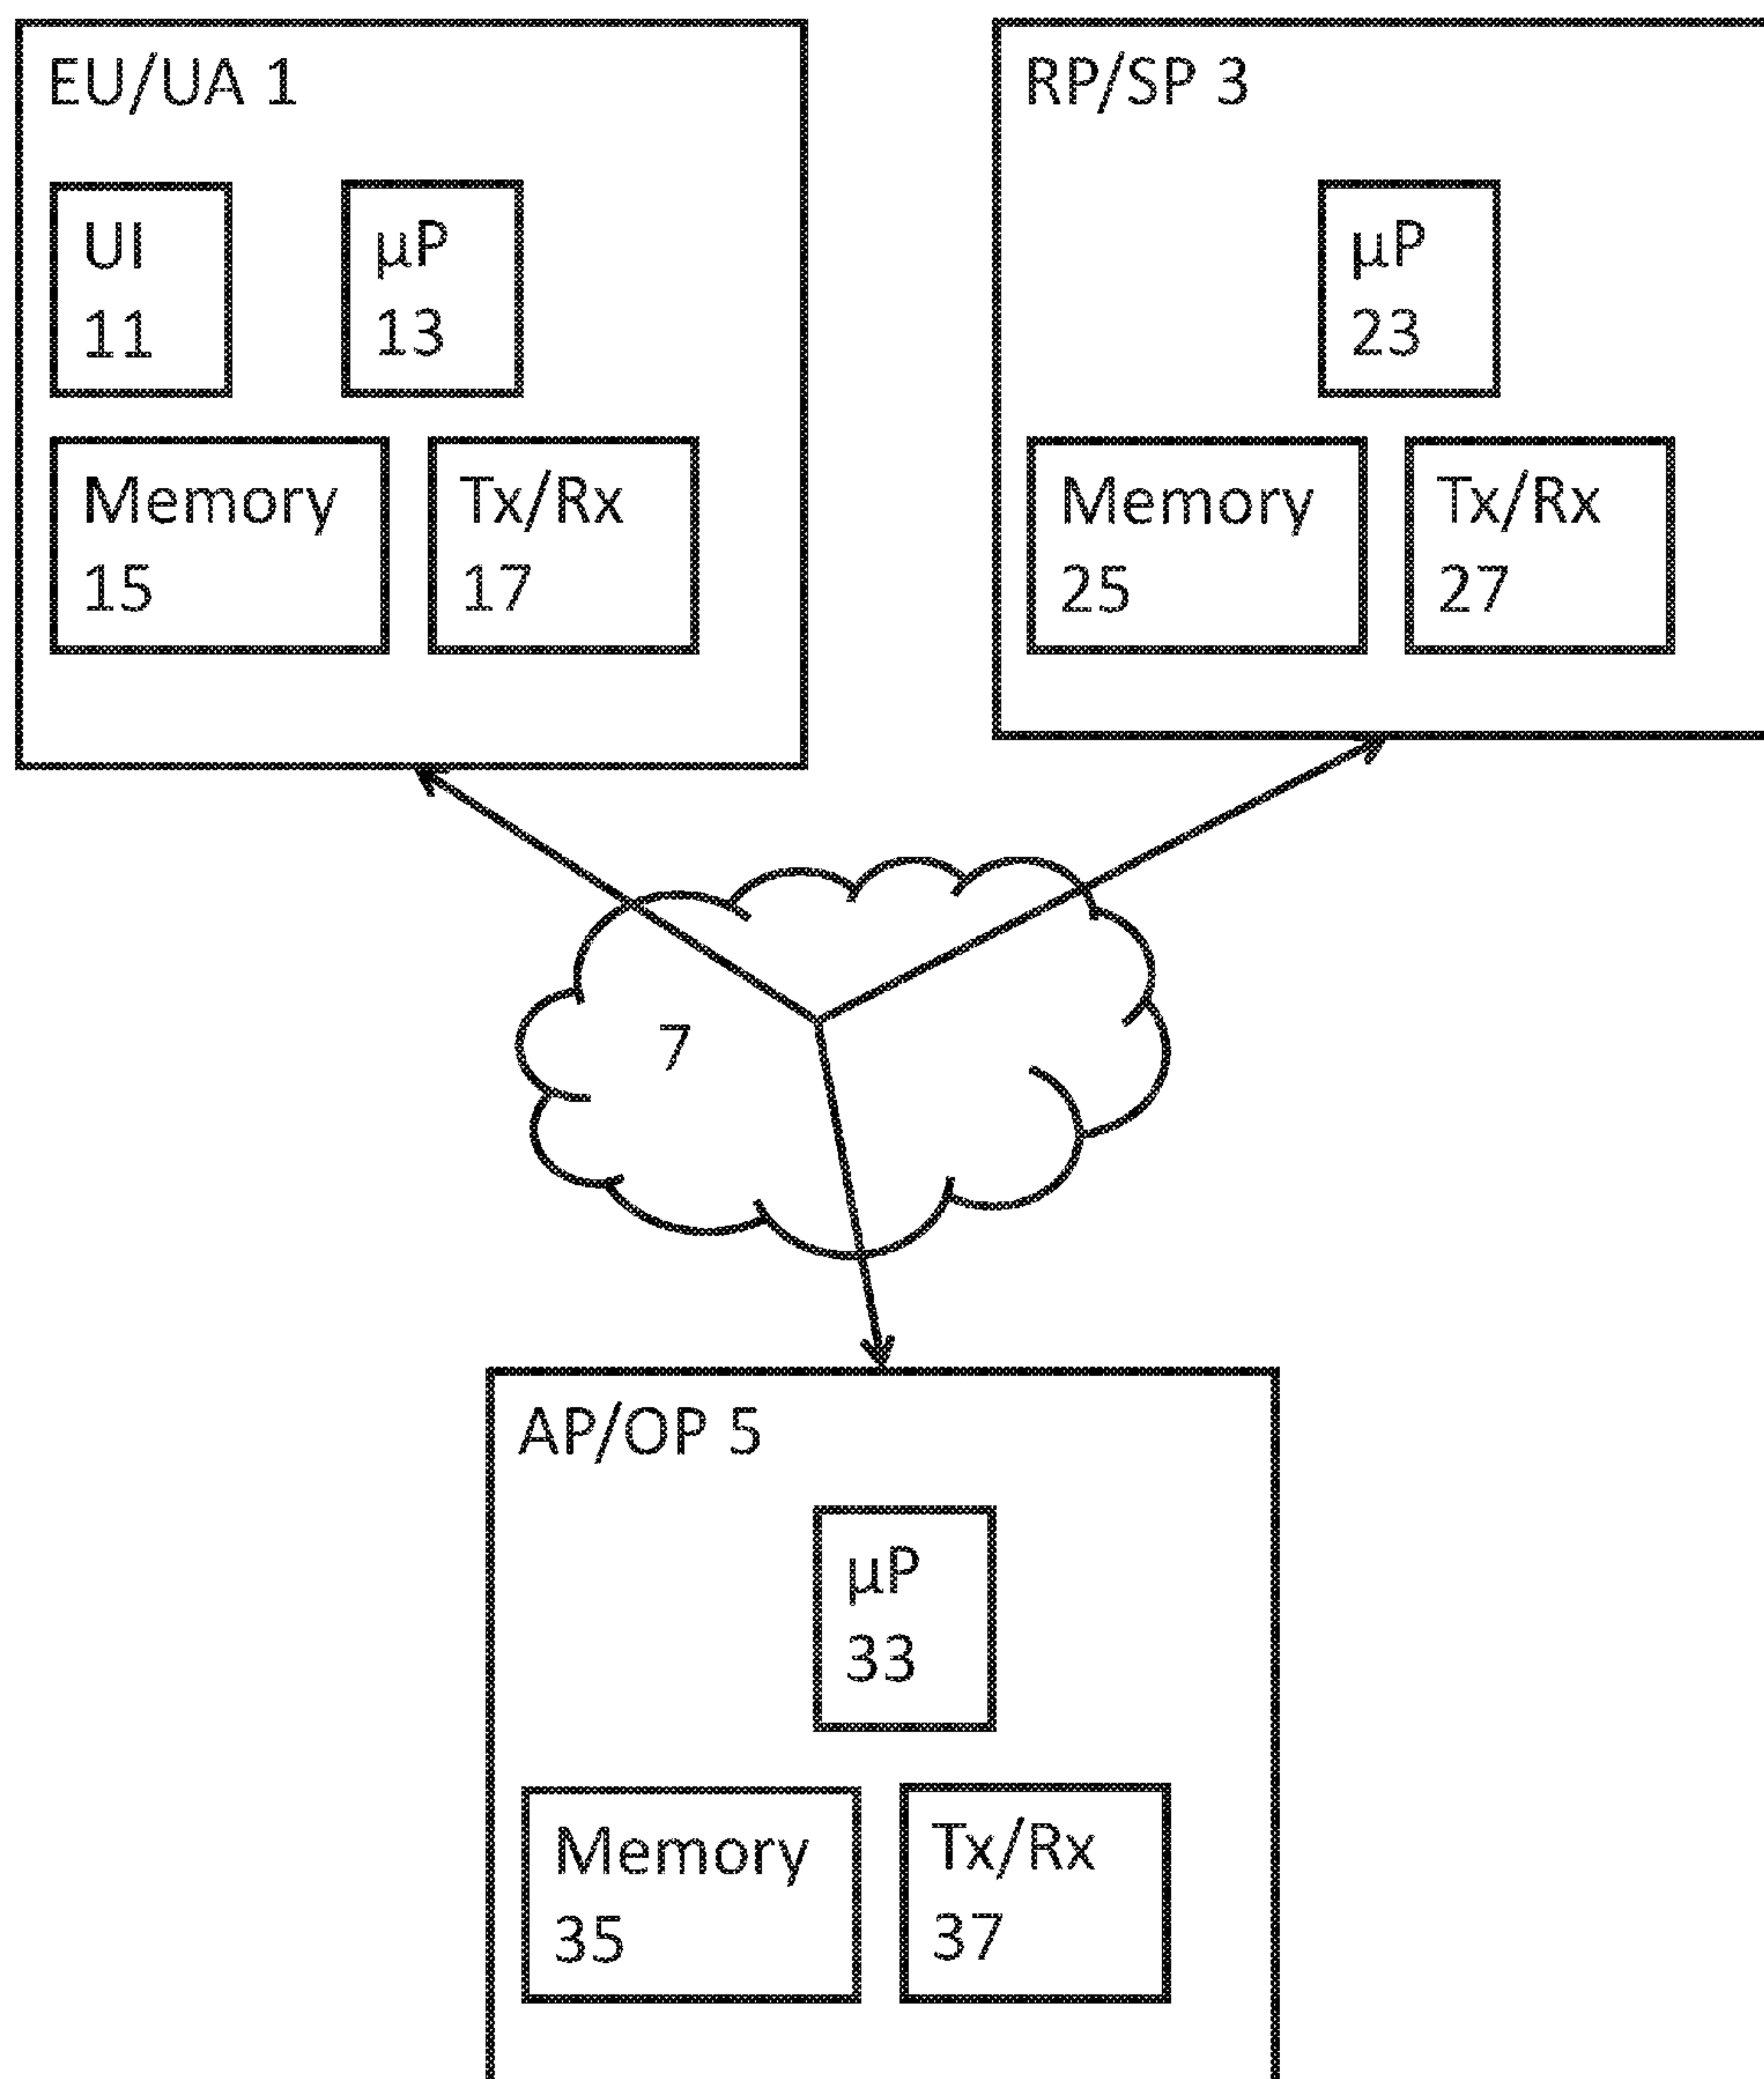 EU/UA 1
UI
11
µP
13
Memory
15
Tx/Rx
17
RP/SP 3
µP
23
Memory
25
Tx/Rx
27
7
AP/OP 5
µP
33
Memory
35
Tx/Rx
37